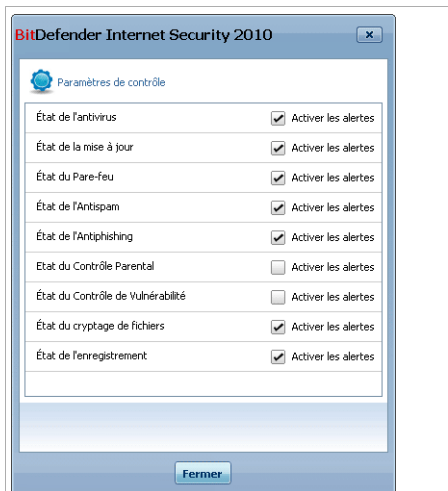 BitDefender Internet Security 2010
Paramètres de contrôle
État de l'antivirus Activer les alertes
État de la mise à jour Activer les alertes
État du Pare-feu Activer les alertes
État de l'Antispam Activer les alertes
État de l'Antiphishing Activer les alertes
Etat du Contrôle Parental Activer les alertes
État du Contrôle de Vulnérabilité Activer les alertes
État du cryptage de fichiers Activer les alertes
État de l'enregistrement Activer les alertes
Fermer